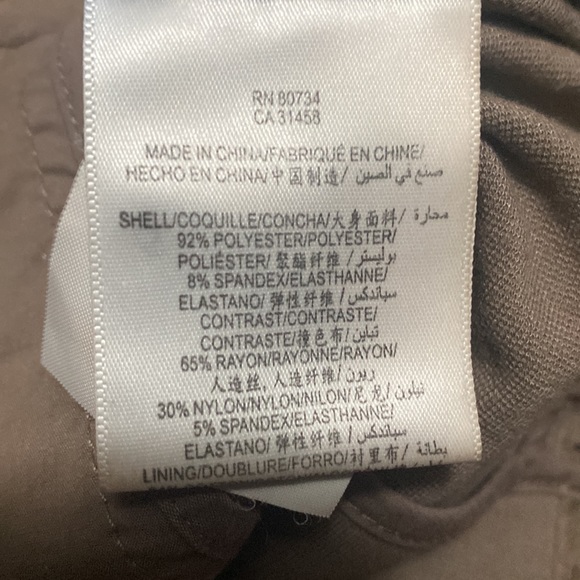 RN 80734
CA 31458
MADE IN CHINA/FABRIQUÉ EN CHINE/
HECHO EN CHINA/中国制造/ صنع في الصين
SHELL/COQUILLE/CONCHA/大身面料/ محارة
92% POLYESTER/POLYESTER/
POLIÉSTER/ 聚酯纤维 / بوليستر
8% SPANDEX/ELASTHANNE/
ELASTANO/ 弹性纤维 / سباندكس
CONTRAST/CONTRASTE/
CONTRASTE/撞色布/ تباين
65% RAYON/RAYONNE/RAYON/
人造丝, 人造纤维/ ريون
30% NYLON/NYLON/NILON/尼龙/ نيلون
5% SPANDEX/ELASTHANNE/
ELASTANO/ 弹性纤维/ سباندكس
LINING/DOUBLURE/FORRO/衬里布/ بطانة